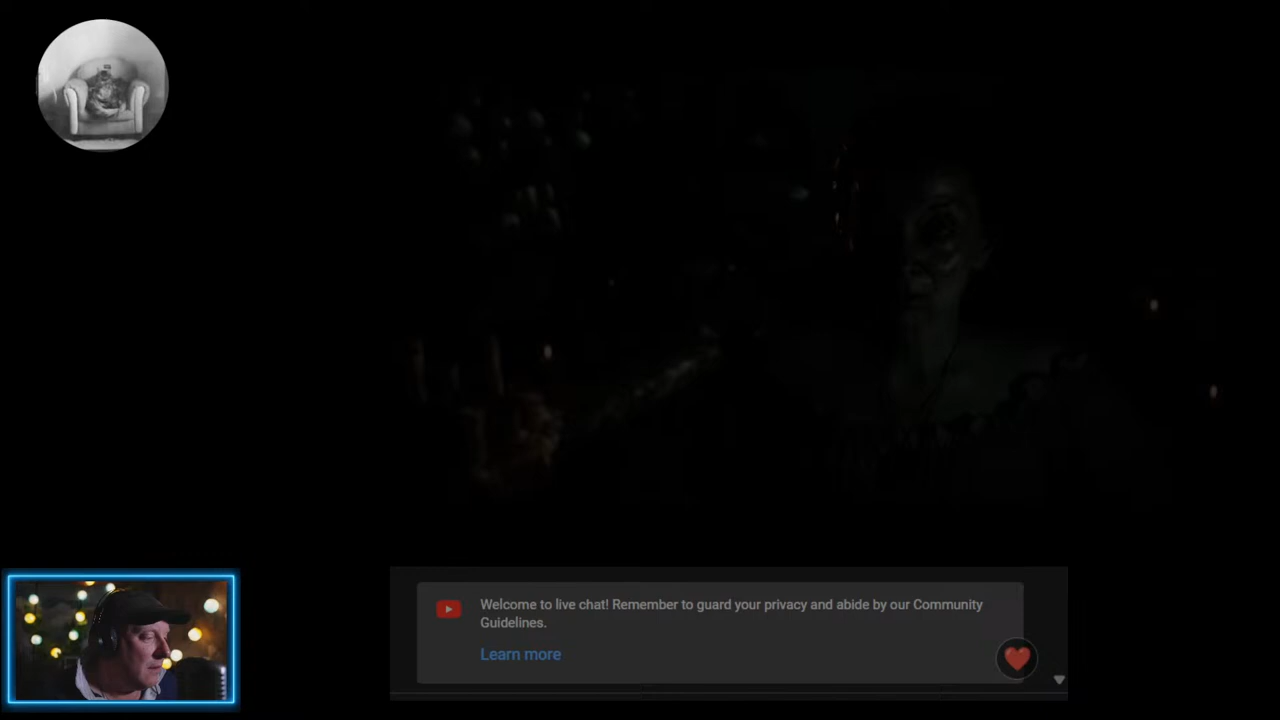 Welcome to live chat! Remember to guard your privacy and abide by our Community
Guidelines.
Learn more